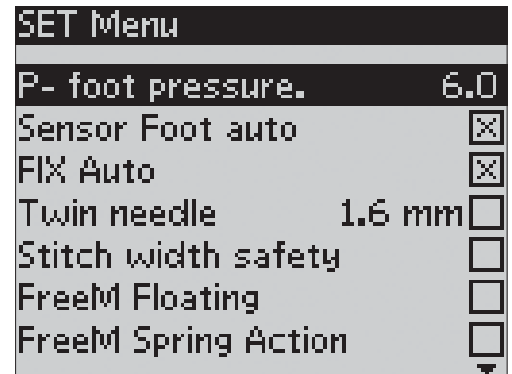 SET Menu
P- foot pressure. 6.0
Sensor Foot auto
FIX Auto
Twin needle 1.6 mm
Stitch width safety
FreeM Floating
FreeM Spring Action